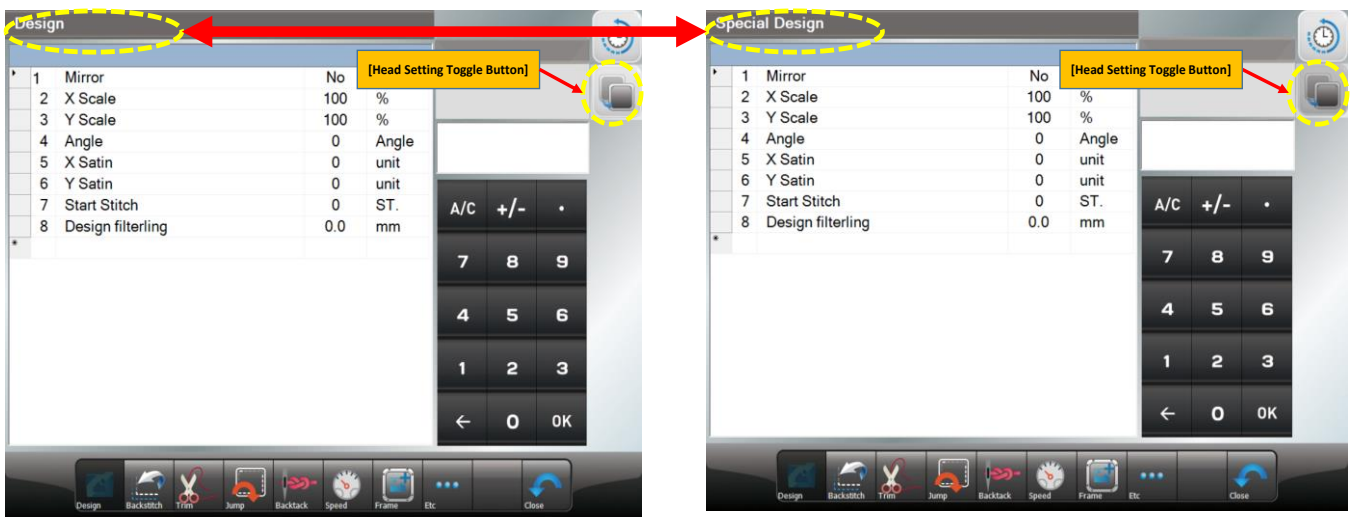 Design
[Head Setting Toggle Button]
1 Mirror No
2 X Scale 100 %
3 Y Scale 100 %
4 Angle 0 Angle
5 X Satin 0 unit
6 Y Satin 0 unit
7 Start Stitch 0 ST.
8 Design filterling 0.0 mm
*
A/C +/- .
7 8 9
4 5 6
1 2 3
← 0 OK
Design Backstitch Trim Jump Backtack Speed Frame Etc Close
Special Design
[Head Setting Toggle Button]
1 Mirror No
2 X Scale 100 %
3 Y Scale 100 %
4 Angle 0 Angle
5 X Satin 0 unit
6 Y Satin 0 unit
7 Start Stitch 0 ST.
8 Design filterling 0.0 mm
*
A/C +/- .
7 8 9
4 5 6
1 2 3
← 0 OK
Design Backstitch Trim Jump Backtack Speed Frame Etc Close